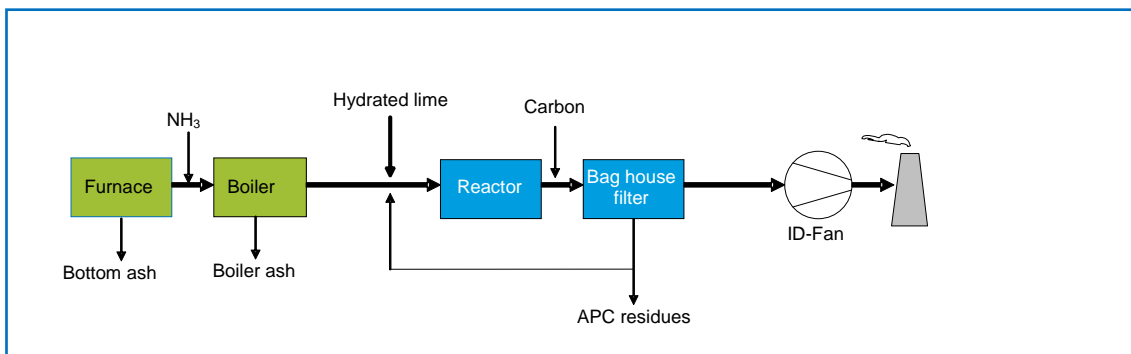 Hydrated lime
Carbon
NH₃
Furnace
Boiler
Reactor
Bag house
filter
ID-Fan
Bottom ash
Boiler ash
APC residues